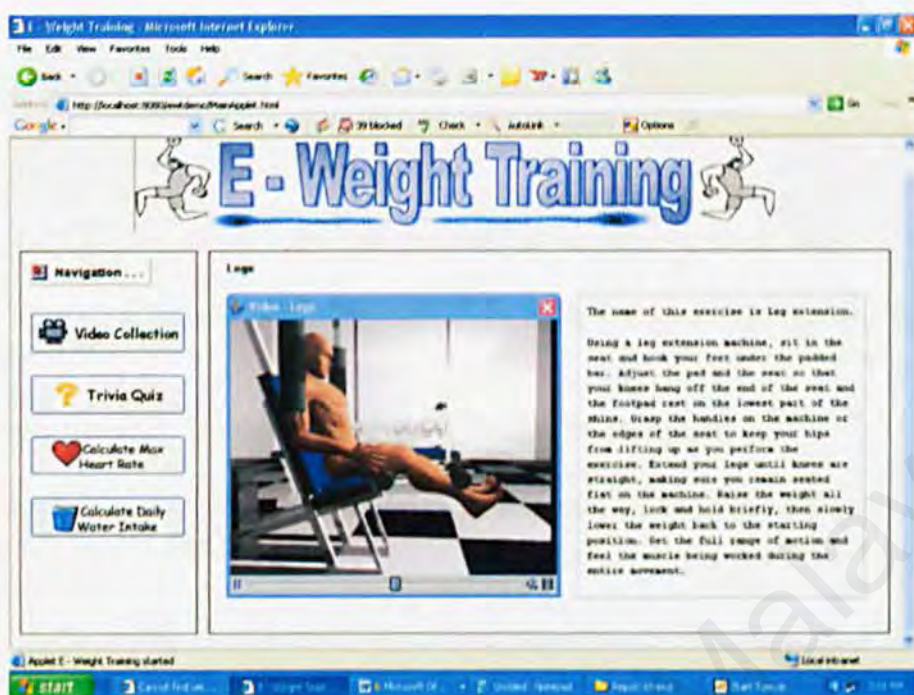 E - Weight Training - Microsoft Internet Explorer
File Edit View Favorites Tools Help
Back Search Favorites
http://localhost:8080/ewtdemo/MainApplet.html Go
Google Search 39 blocked Check AutoLink Options
E - Weight Training
Navigation ...
Video Collection
Trivia Quiz
Calculate Max
Heart Rate
Calculate Daily
Water Intake
Legs
Video - Legs
The name of this exercise is Leg extension.
Using a leg extension machine, sit in the
seat and hook your feet under the padded
bar. Adjust the pad and the seat so that
your knees hang off the end of the seat and
the footpad rest on the lowest part of the
shins. Grasp the handles on the machine or
the edges of the seat to keep your hips
from lifting up as you perform the
exercise. Extend your legs until knees are
straight, making sure you remain seated
flat on the machine. Raise the weight all
the way, lock and hold briefly, then slowly
lower the weight back to the starting
position. Get the full range of motion and
feel the muscle being worked during the
entire movement.
Applet E - Weight Training started
Local intranet
start
Malay